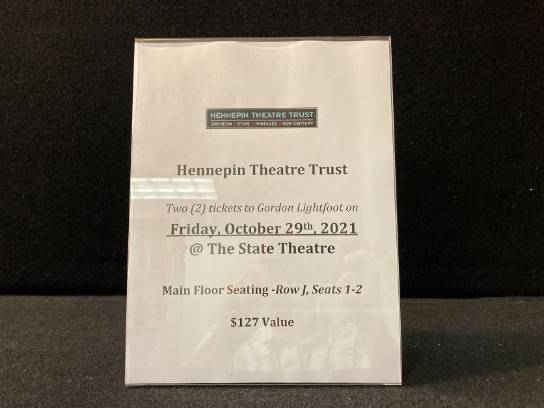 HENNEPIN THEATRE TRUST
ORPHEUM · STATE · PANTAGES · NEW CENTURY
Hennepin Theatre Trust
Two (2) tickets to Gordon Lightfoot on
Friday, October 29th, 2021
@ The State Theatre
Main Floor Seating -Row J, Seats 1-2
$127 Value